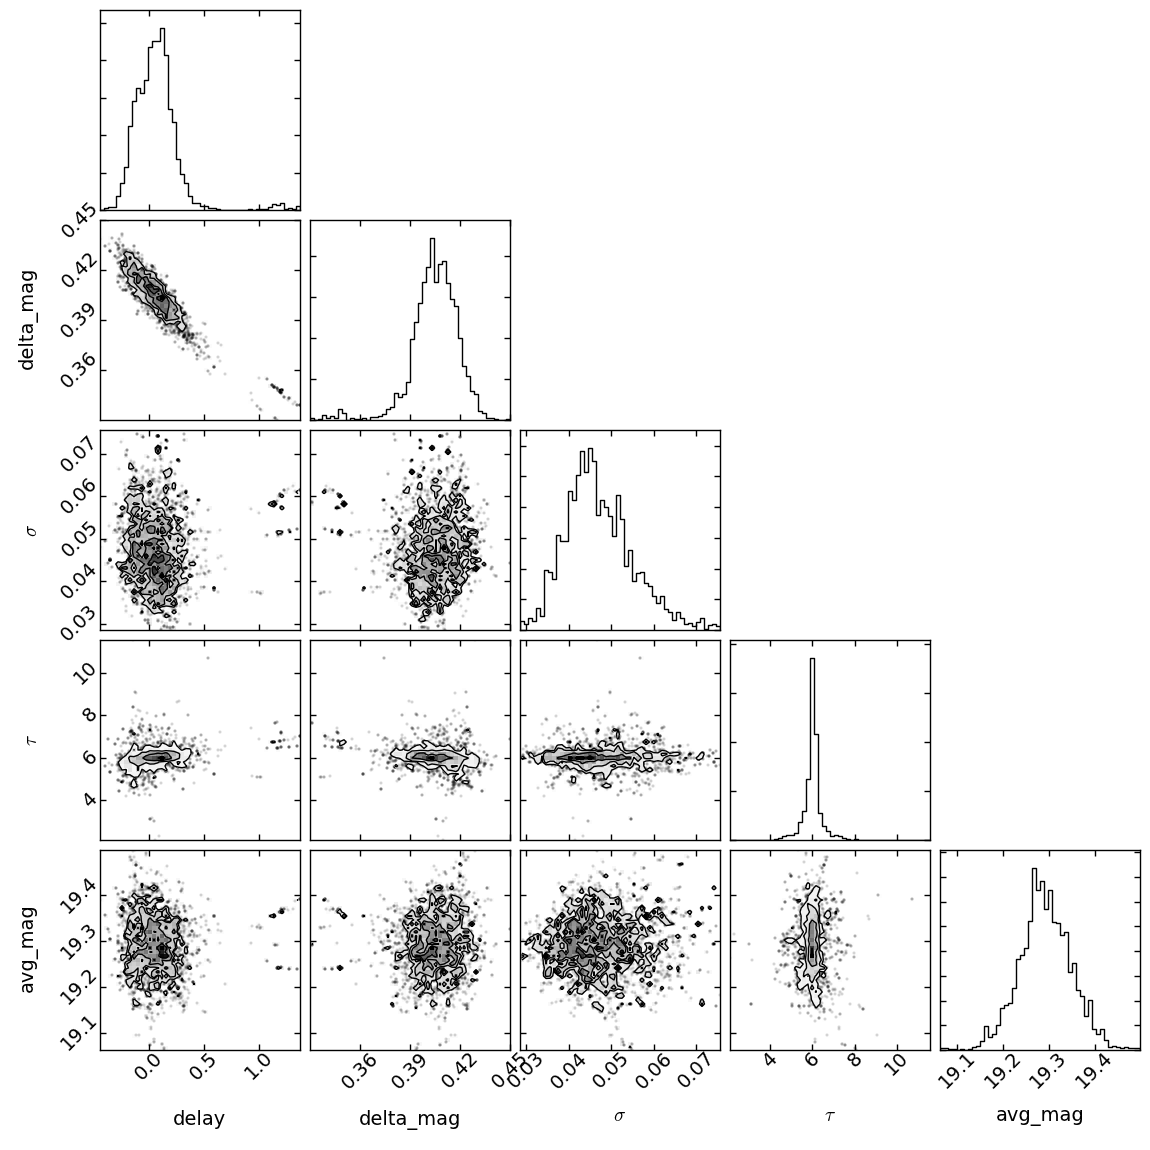 0.45
0.42
0.39
0.36
delta_mag
0.07
0.06
0.05
0.04
0.03
σ
10
8
6
4
τ
19.4
19.3
19.2
19.1
avg_mag
0.0 0.5 1.0
0.36 0.39 0.42 0.45
0.03 0.04 0.05 0.06 0.07
4 6 8 10
19.1 19.2 19.3 19.4
delay delta_mag σ τ avg_mag